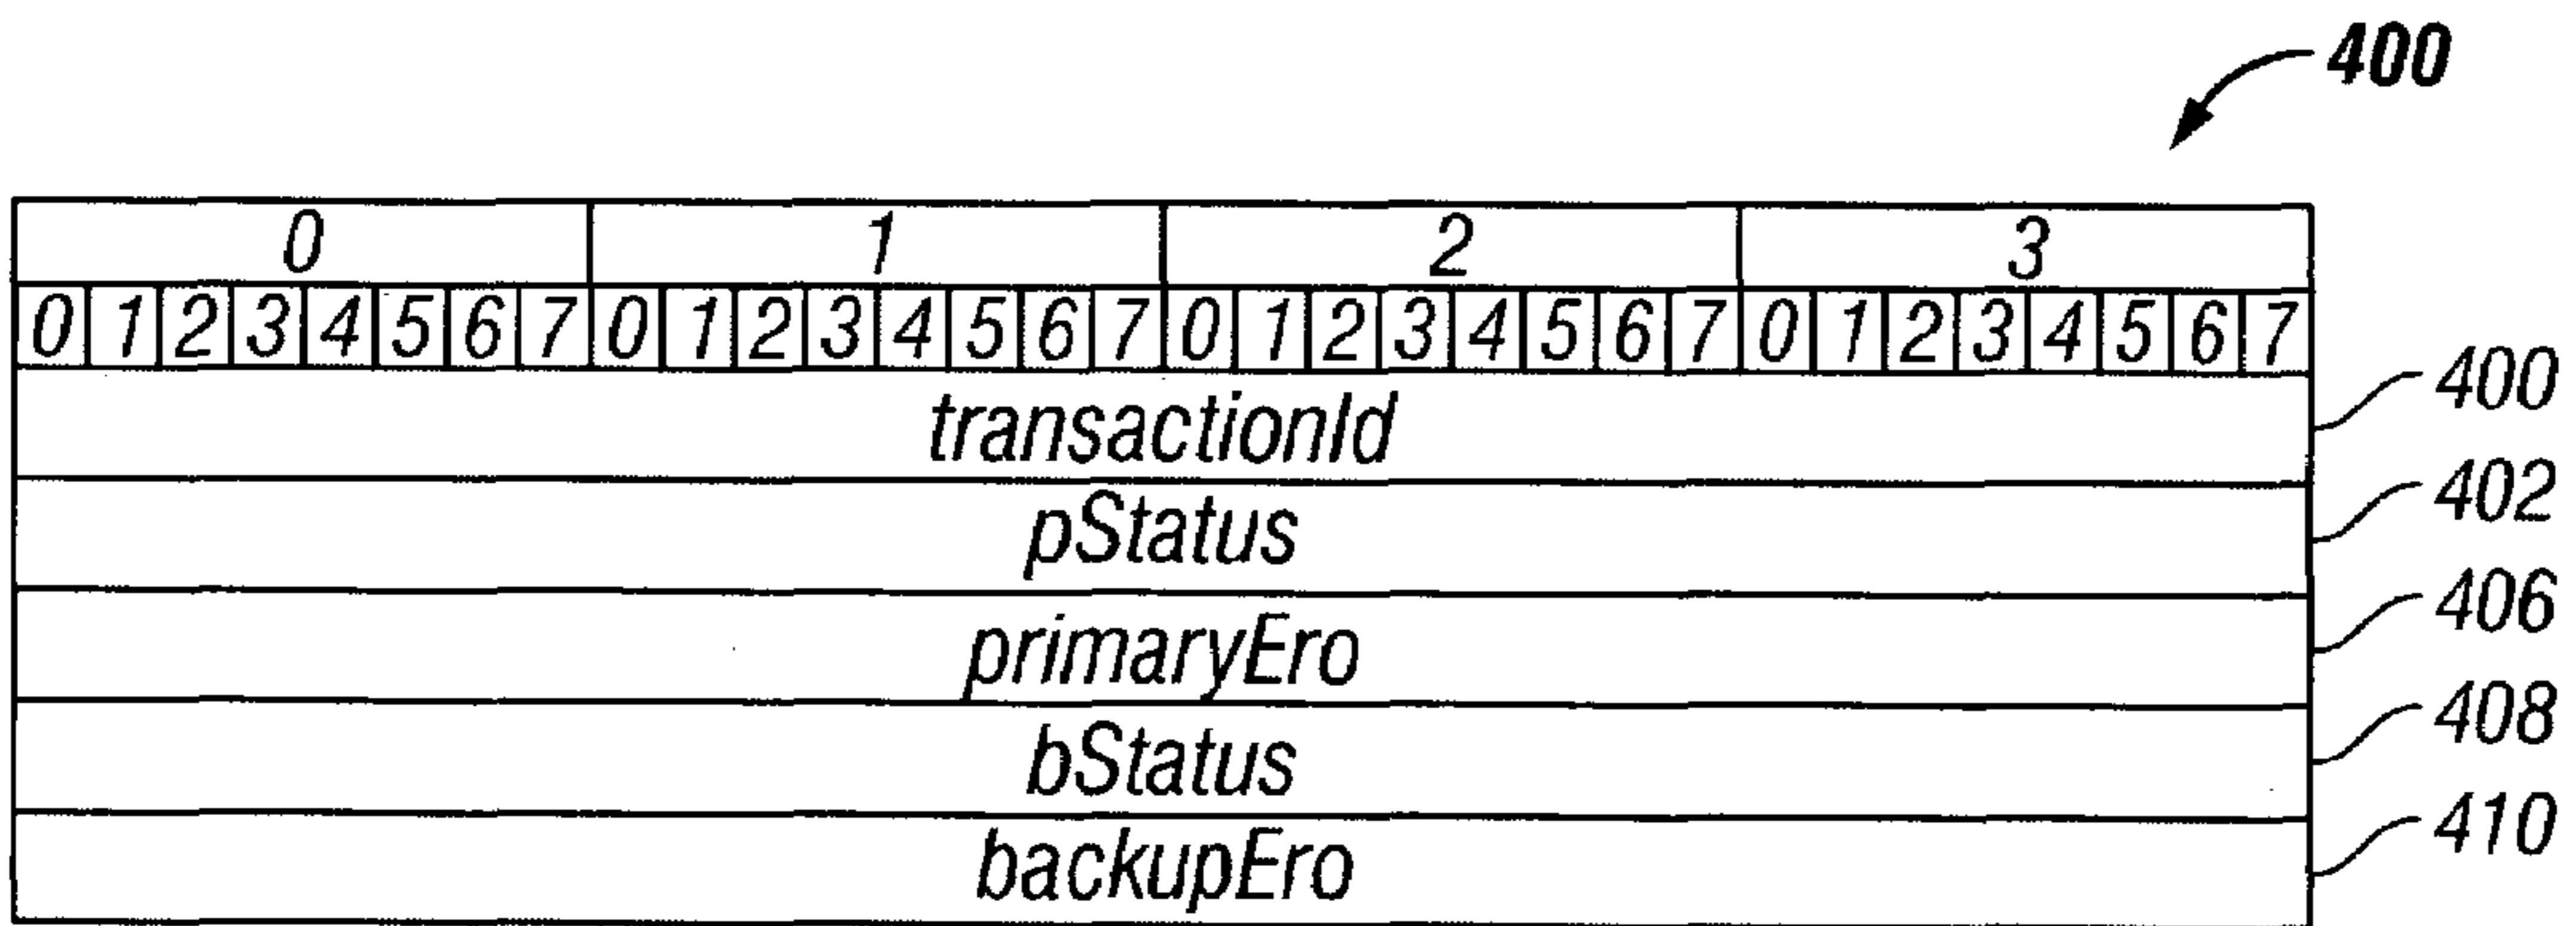 400
0 1 2 3
0 1 2 3 4 5 6 7 0 1 2 3 4 5 6 7 0 1 2 3 4 5 6 7 0 1 2 3 4 5 6 7
transactionId 400
pStatus 402
primaryEro 406
bStatus 408
backupEro 410